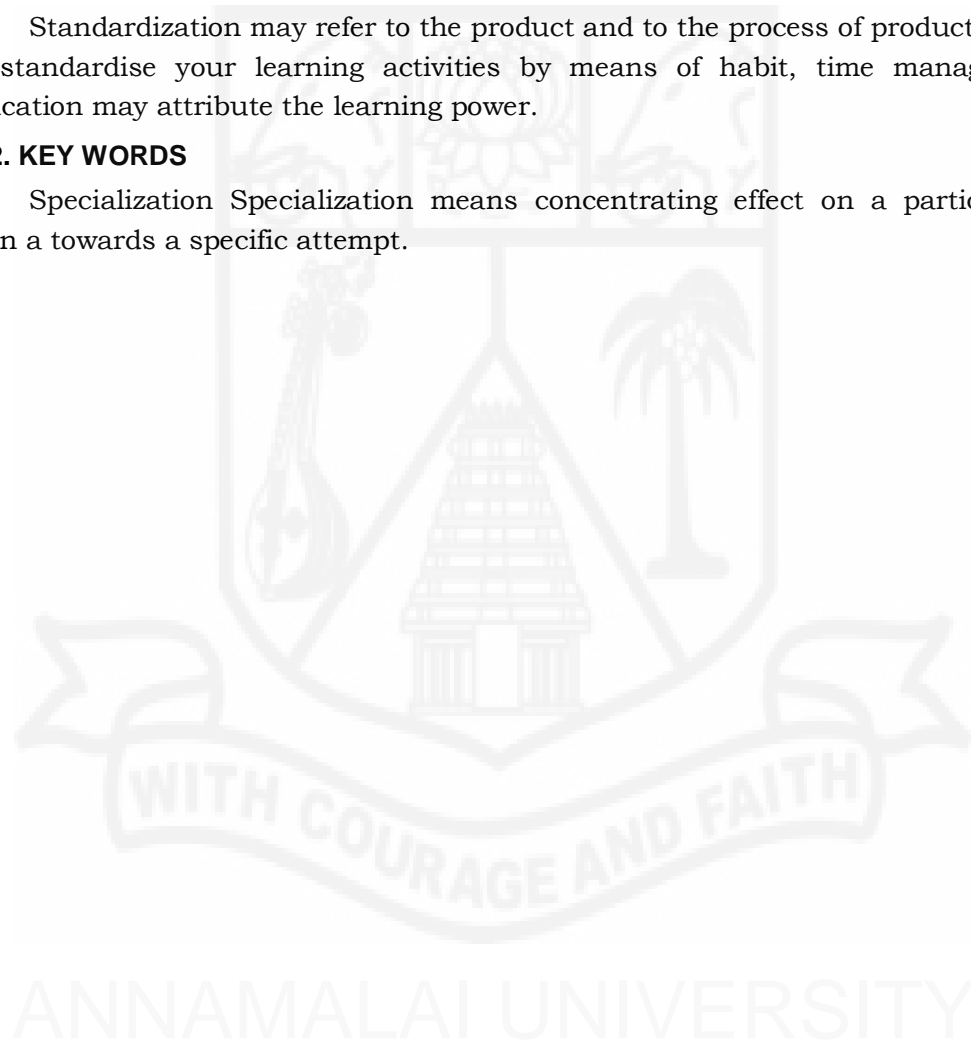 Standardization may refer to the product and to the process of product
standardise your learning activities by means of habit, time manag
ication may attribute the learning power.
2. KEY WORDS
Specialization Specialization means concentrating effect on a partic
n a towards a specific attempt.
WITH COURAGE AND FAITH
ANNAMALAI UNIVERSITY